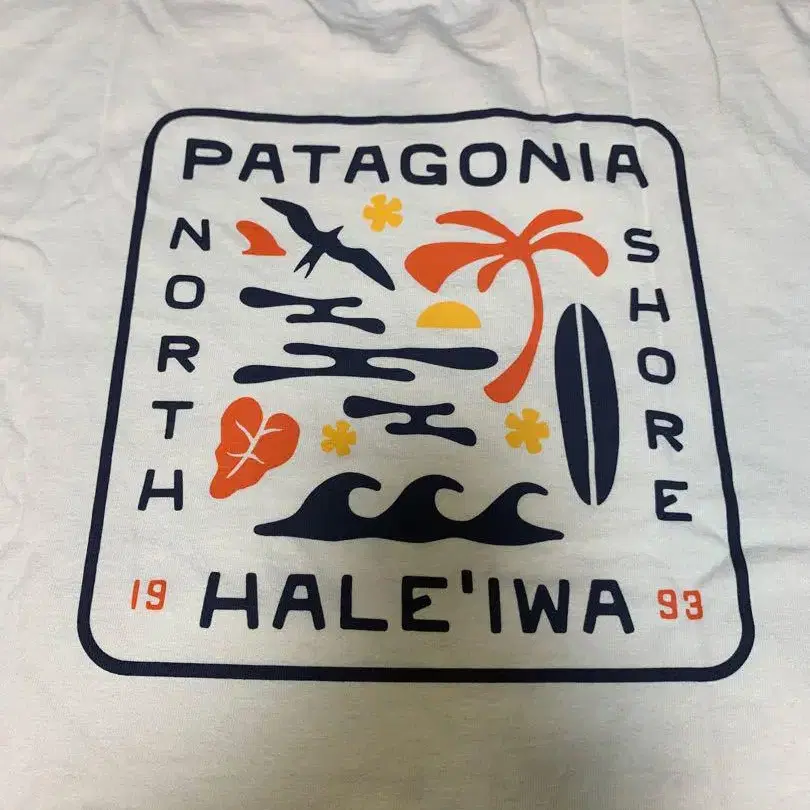 PATAGONIA
NORTH
SHORE
19 HALE'IWA 93